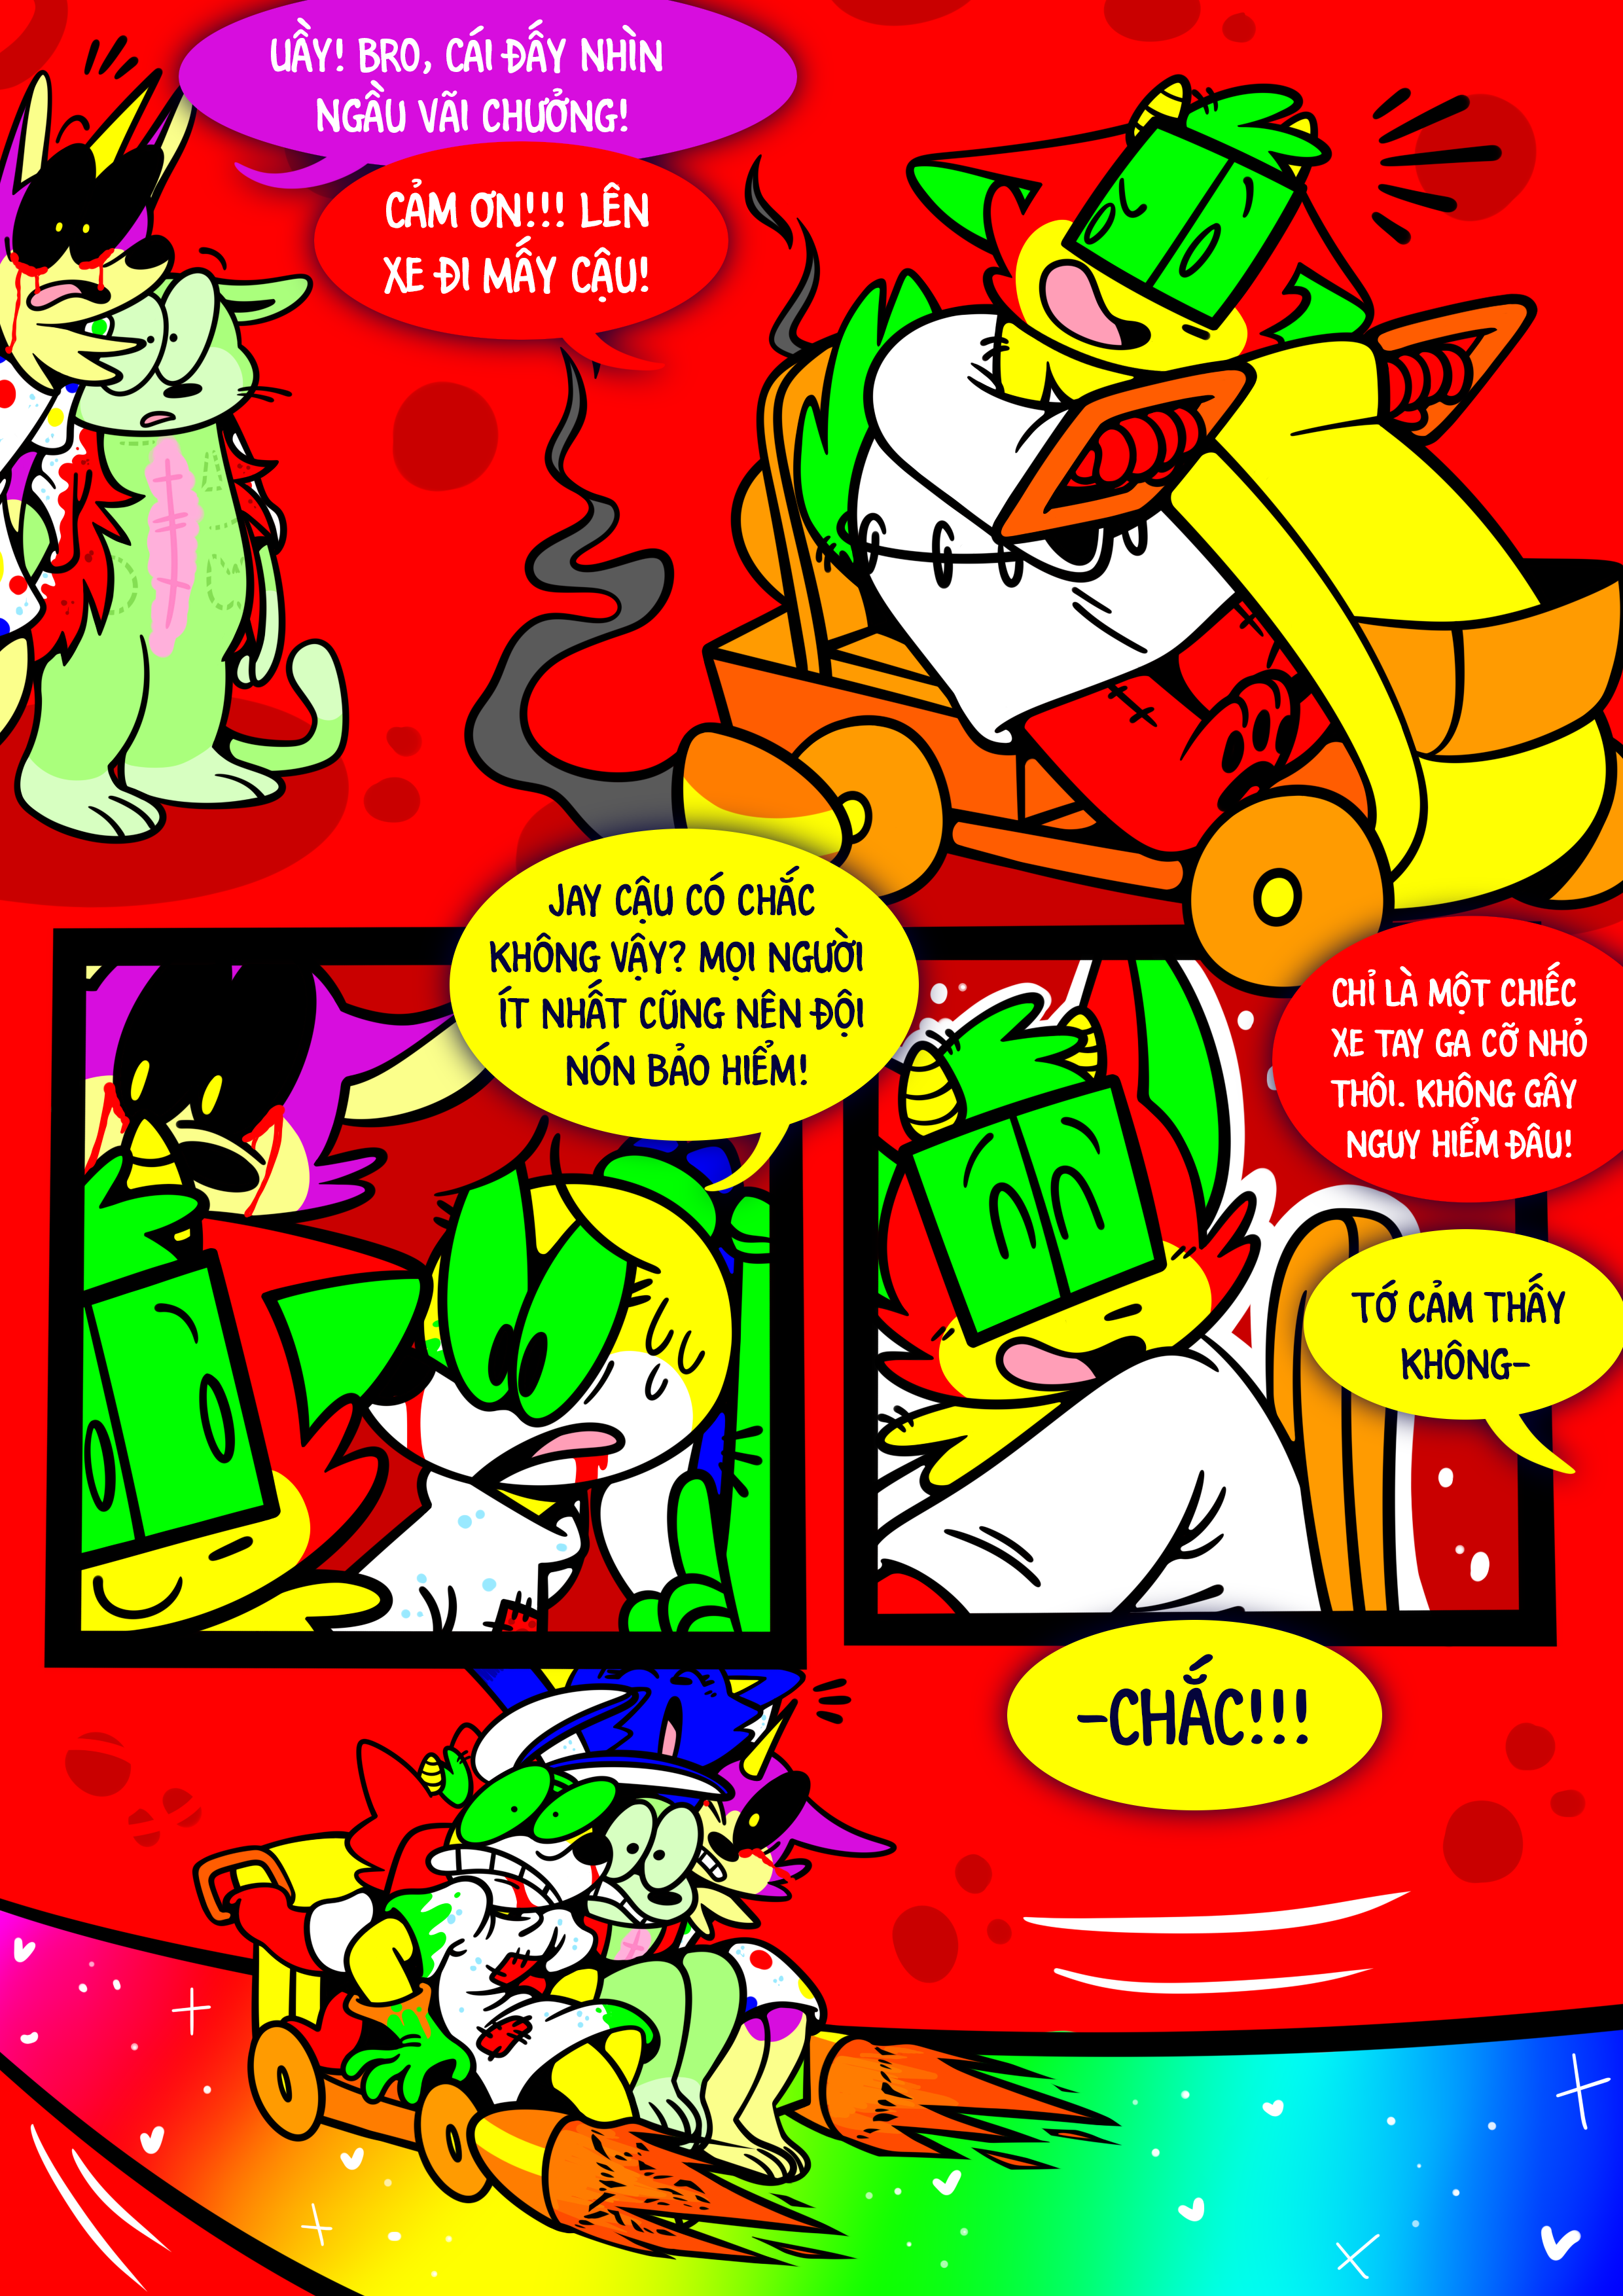 UẦY! BRO, CÁI ĐẤY NHÌN
NGẦU VÃI CHƯỞNG!
CẢM ƠN!!! LÊN
XE ĐI MẤY CẬU!
JAY CẬU CÓ CHẮC
KHÔNG VẬY? MỌI NGƯỜI
ÍT NHẤT CŨNG NÊN ĐỘI
NÓN BẢO HIỂM!
CHỈ LÀ MỘT CHIẾC
XE TAY GA CỠ NHỎ
THÔI. KHÔNG GÂY
NGUY HIỂM ĐÂU!
TỚ CẢM THẤY
KHÔNG-
-CHẮC!!!